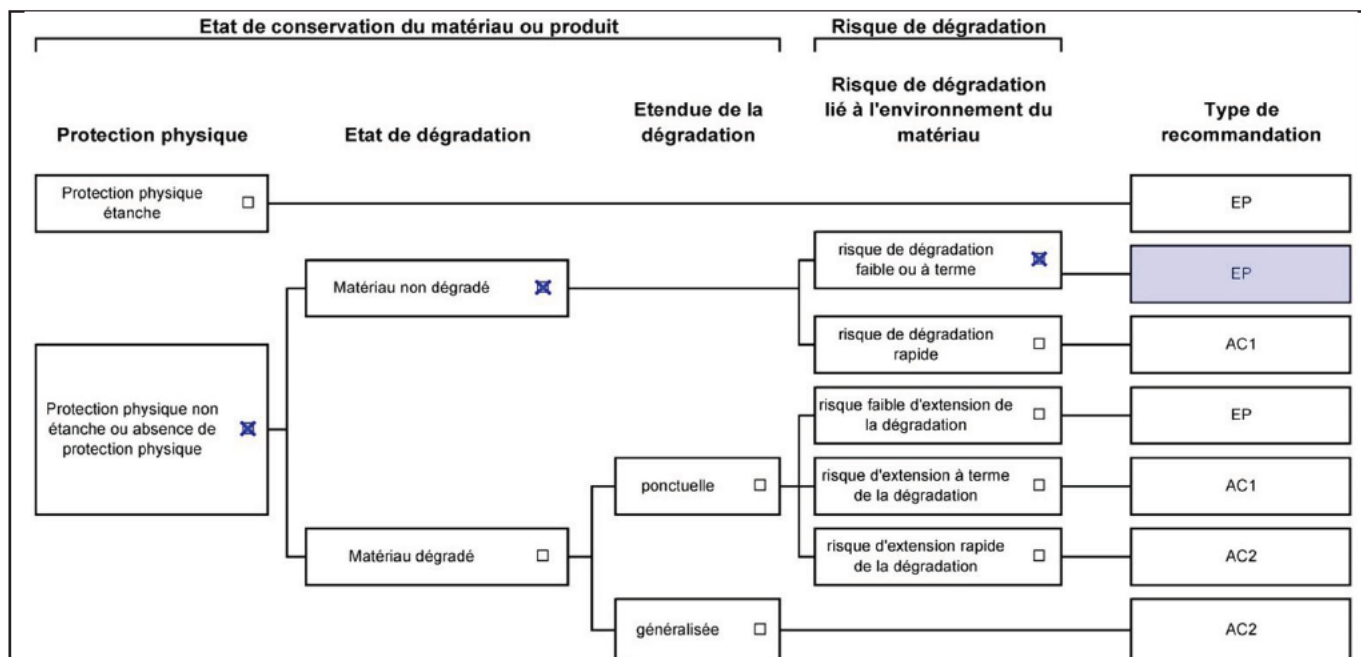 Etat de conservation du matériau ou produit
Risque de dégradation
Protection physique
Etat de dégradation
Etendue de la
dégradation
Risque de dégradation
lié à l'environnement du
matériau
Type de
recommandation
Protection physique
étanche
EP
risque de dégradation
faible ou à terme
EP
Matériau non dégradé
risque de dégradation
rapide
AC1
Protection physique non
étanche ou absence de
protection physique
risque faible d'extension de
la dégradation
EP
ponctuelle
risque d'extension à terme
de la dégradation
AC1
Matériau dégradé
risque d'extension rapide
de la dégradation
AC2
généralisée
AC2